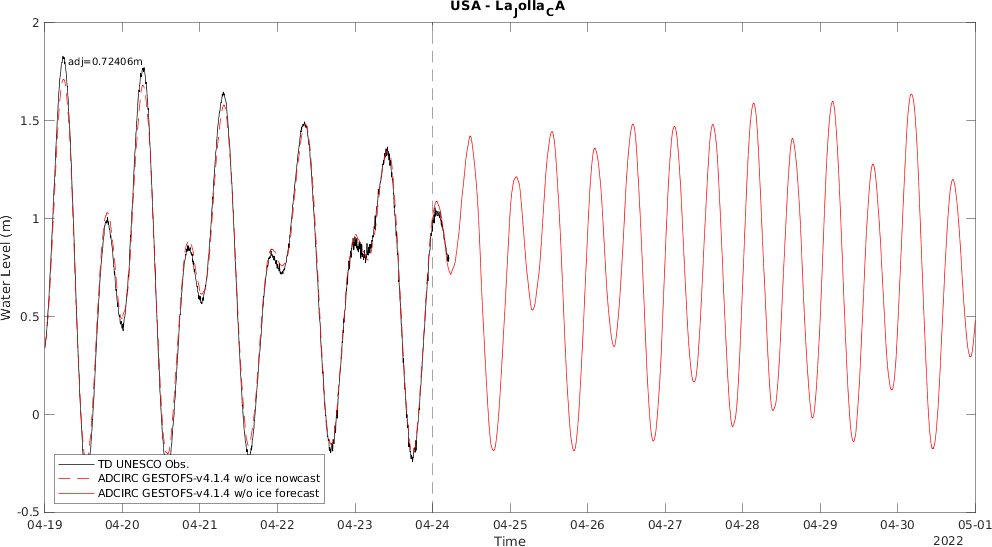 USA - LaJollaCA
adj=0.72406m
Water Level (m)
2
1.5
1
0.5
0
-0.5
TD UNESCO Obs.
ADCIRC GESTOFS-v4.1.4 w/o ice nowcast
ADCIRC GESTOFS-v4.1.4 w/o ice forecast
04-19 04-20 04-21 04-22 04-23 04-24 04-25 04-26 04-27 04-28 04-29 04-30 05-01
Time
2022